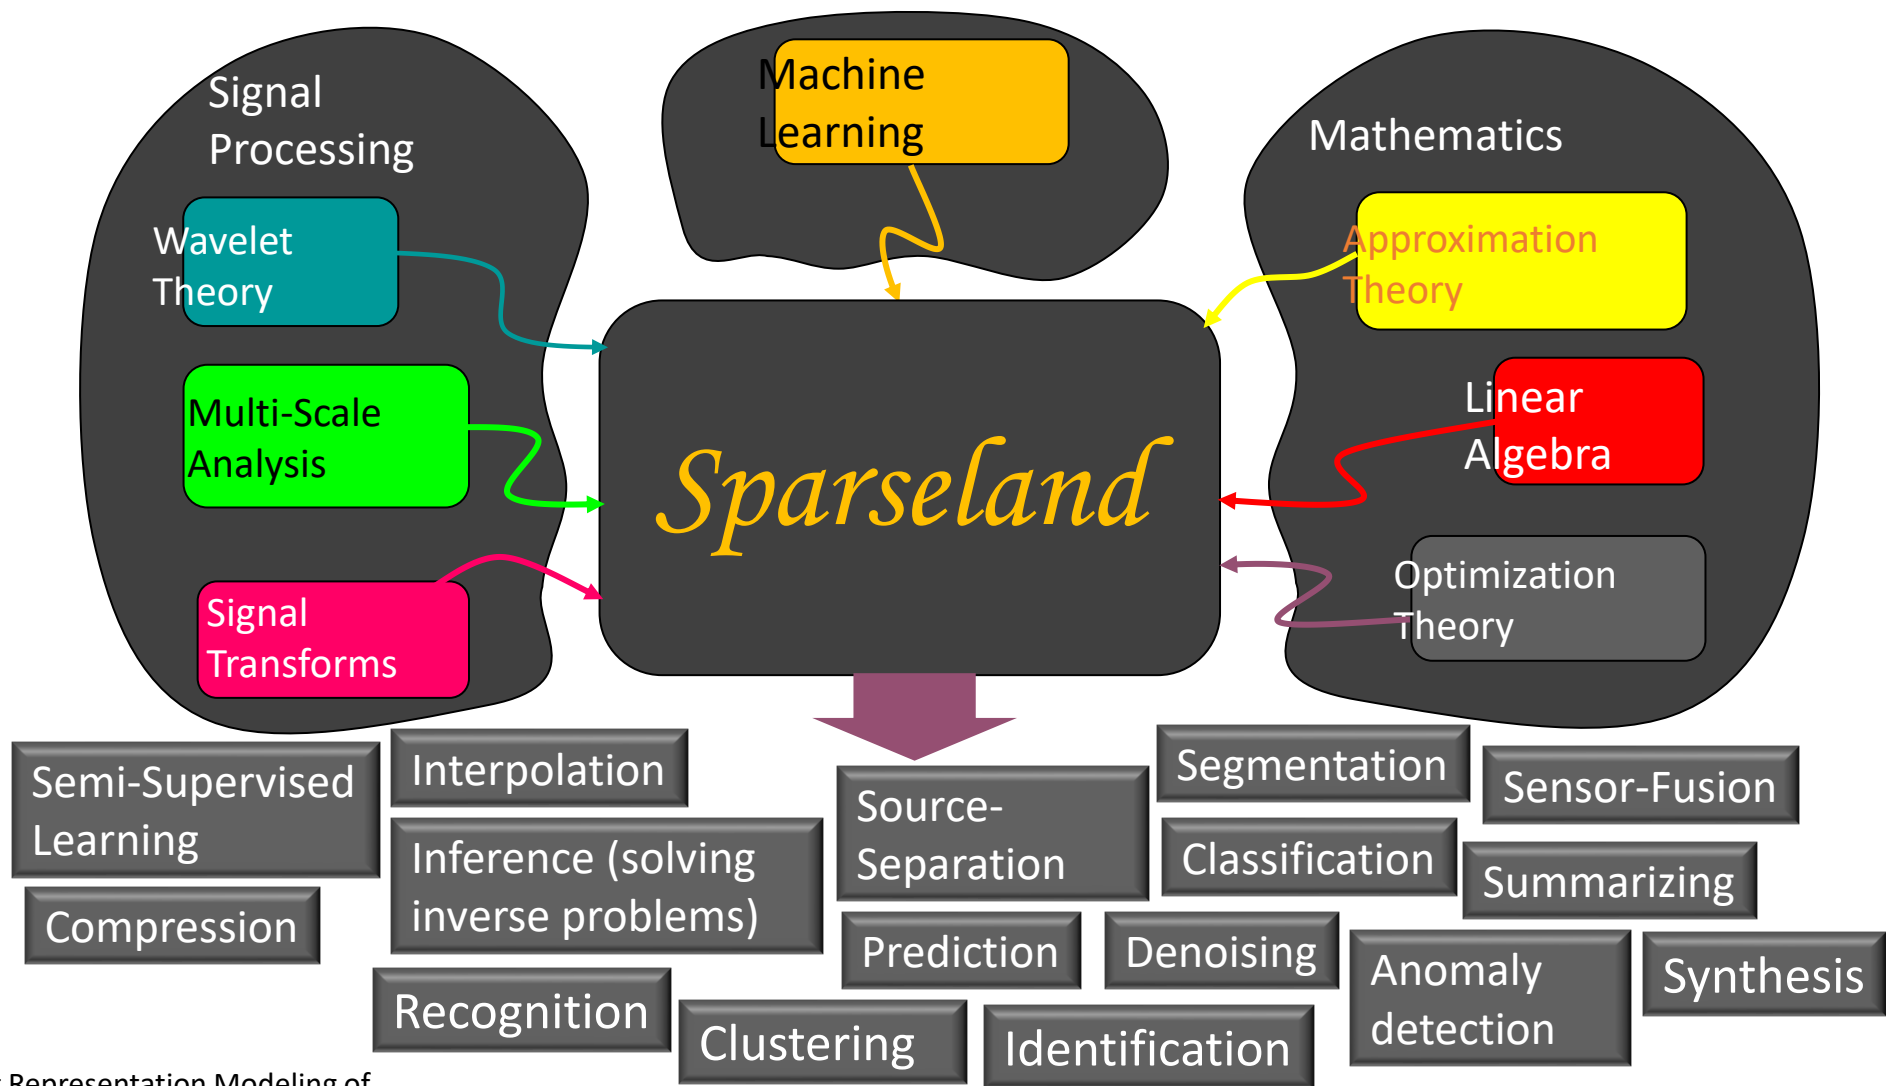 Signal
Processing
Machine
Learning
Mathematics
Wavelet
Theory
Approximation
Theory
Multi-Scale
Analysis
Linear
Algebra
Sparseland
Signal
Transforms
Optimization
Theory
Semi-Supervised
Learning
Interpolation
Source-
Separation
Segmentation
Sensor-Fusion
Inference (solving
inverse problems)
Classification
Summarizing
Compression
Prediction
Denoising
Anomaly
detection
Synthesis
Recognition
Clustering
Identification
Representation Modeling of